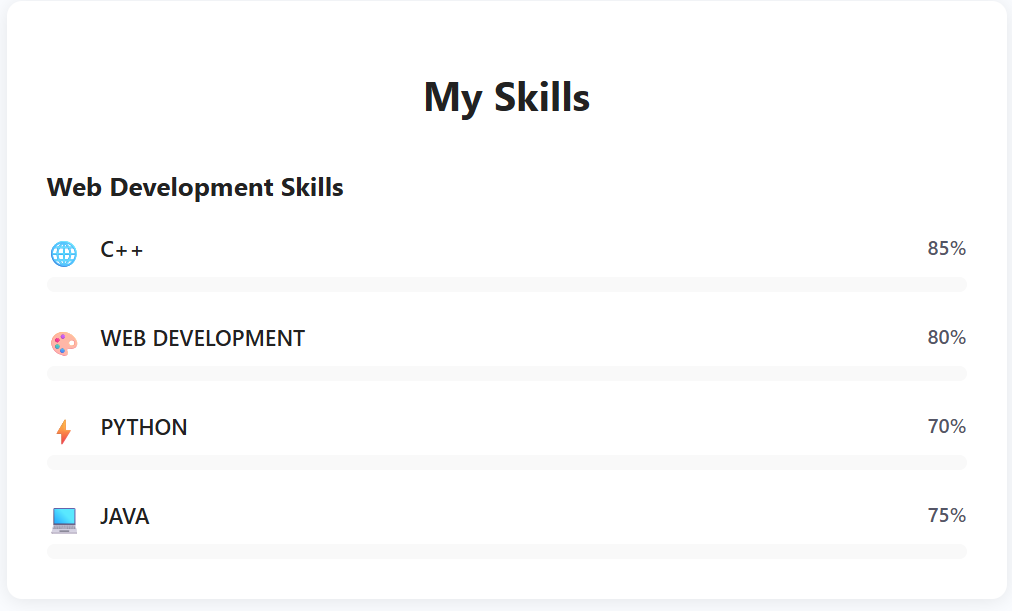 My Skills
Web Development Skills
C++ 85%
WEB DEVELOPMENT 80%
PYTHON 70%
JAVA 75%